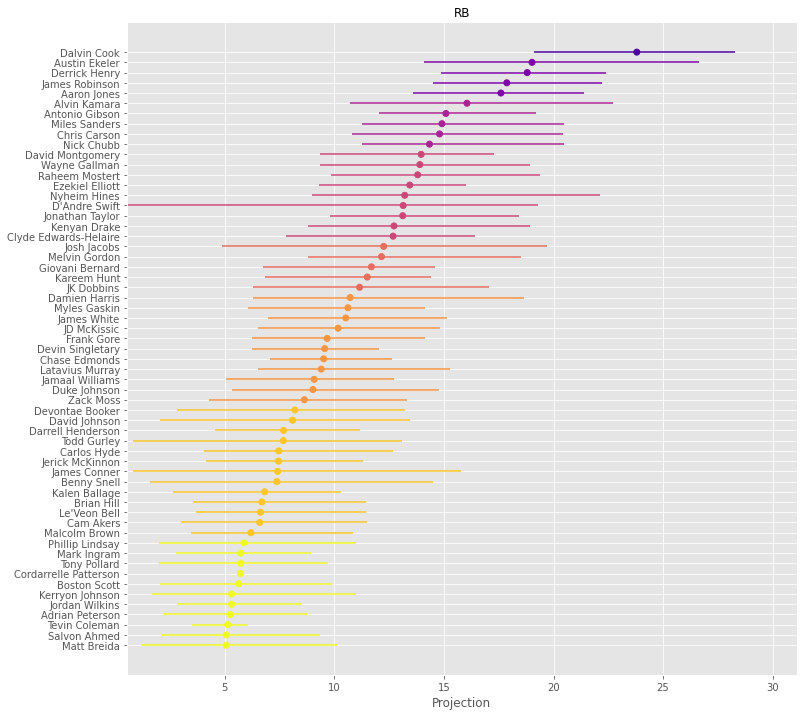 RB
Dalvin Cook
Austin Ekeler
Derrick Henry
James Robinson
Aaron Jones
Alvin Kamara
Antonio Gibson
Miles Sanders
Chris Carson
Nick Chubb
David Montgomery
Wayne Gallman
Raheem Mostert
Ezekiel Elliott
Nyheim Hines
D'Andre Swift
Jonathan Taylor
Kenyan Drake
Clyde Edwards-Helaire
Josh Jacobs
Melvin Gordon
Giovani Bernard
Kareem Hunt
JK Dobbins
Damien Harris
Myles Gaskin
James White
JD McKissic
Frank Gore
Devin Singletary
Chase Edmonds
Latavius Murray
Jamaal Williams
Duke Johnson
Zack Moss
Devontae Booker
David Johnson
Darrell Henderson
Todd Gurley
Carlos Hyde
Jerick McKinnon
James Conner
Benny Snell
Kalen Ballage
Brian Hill
Le'Veon Bell
Cam Akers
Malcolm Brown
Phillip Lindsay
Mark Ingram
Tony Pollard
Cordarrelle Patterson
Boston Scott
Kerryon Johnson
Jordan Wilkins
Adrian Peterson
Tevin Coleman
Salvon Ahmed
Matt Breida
5 10 15 20 25 30
Projection